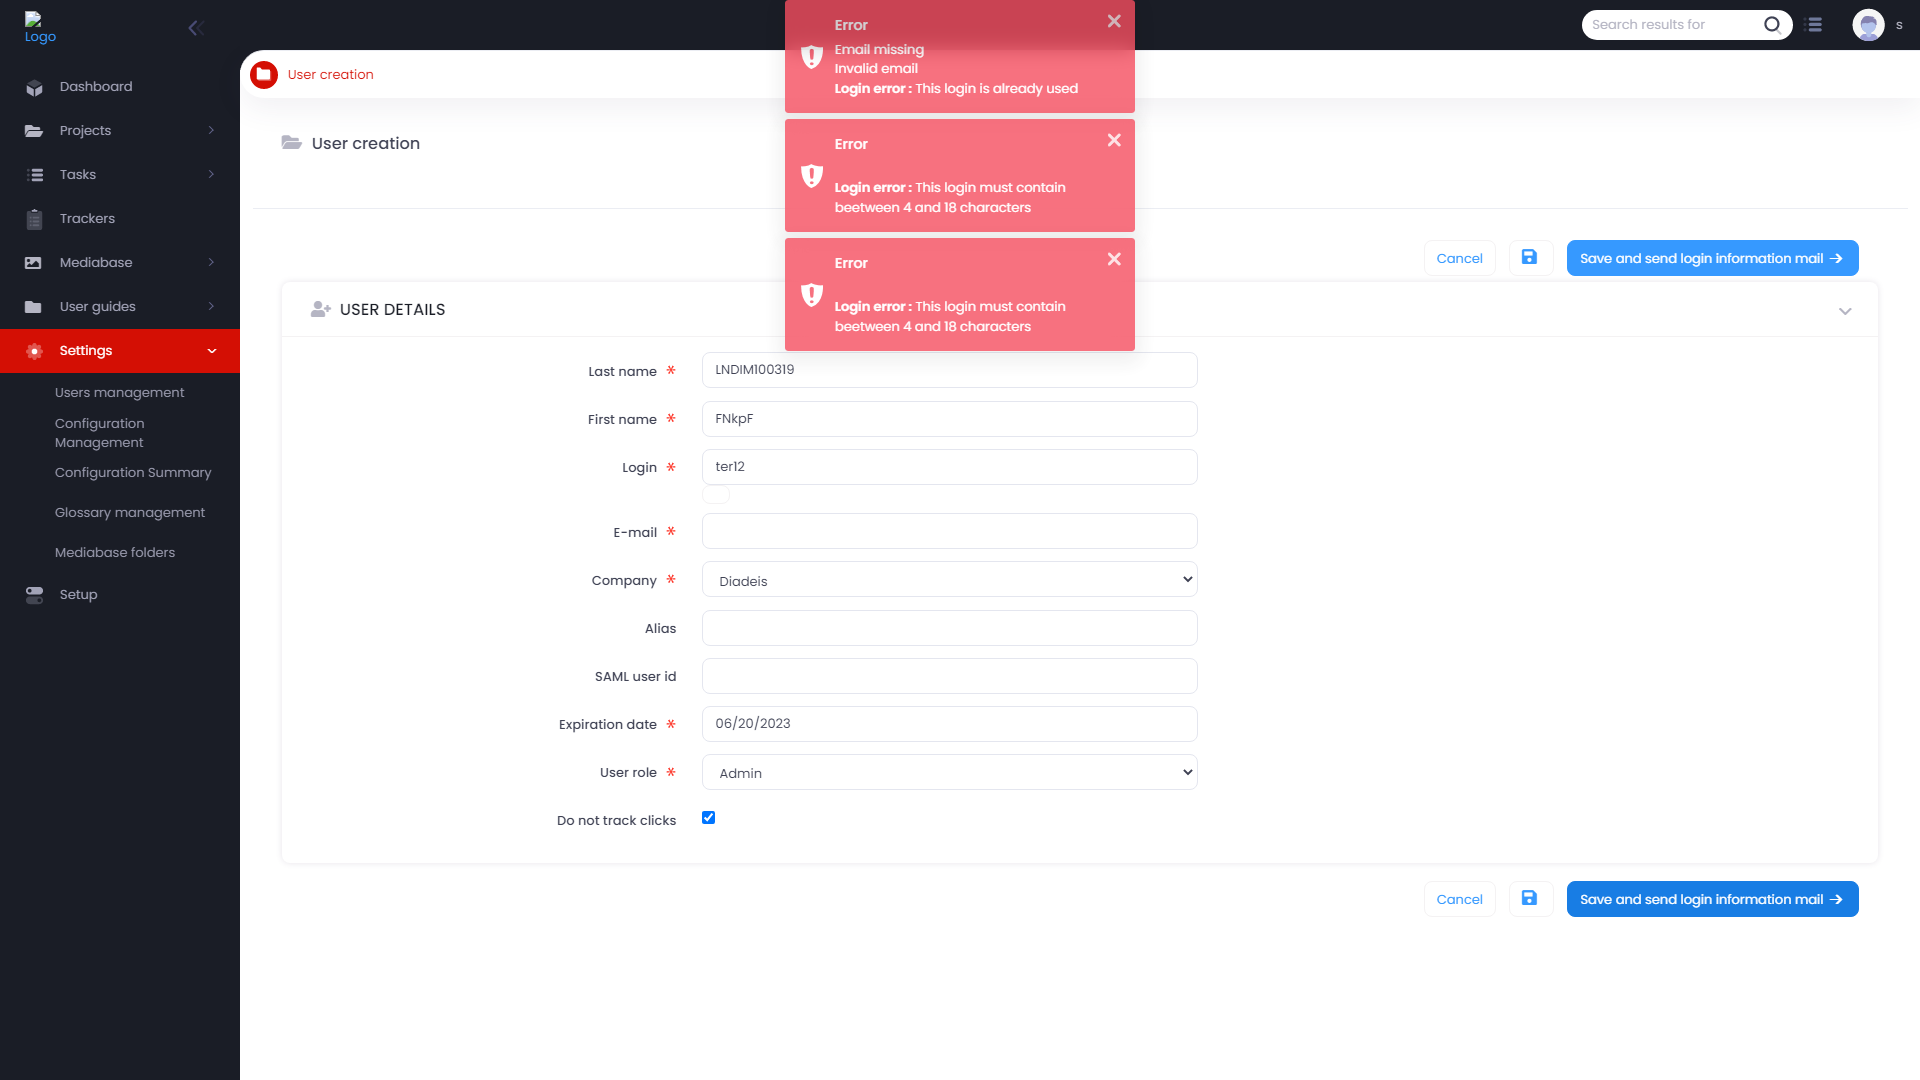 Logo
Search results for
s
Dashboard
Projects
Tasks
Trackers
Mediabase
User guides
Settings
Users management
Configuration
Management
Configuration Summary
Glossary management
Mediabase folders
Setup
User creation
User creation
Error
Email missing
Invalid email
Login error : This login is already used
Error
Login error : This login must contain
beetween 4 and 18 characters
Error
Login error : This login must contain
beetween 4 and 18 characters
Cancel
Save and send login information mail
USER DETAILS
Last name * LNDIM100319
First name * FNkpF
Login * ter12
E-mail *
Company * Diadeis
Alias
SAML user id
Expiration date * 06/20/2023
User role * Admin
Do not track clicks
Cancel
Save and send login information mail